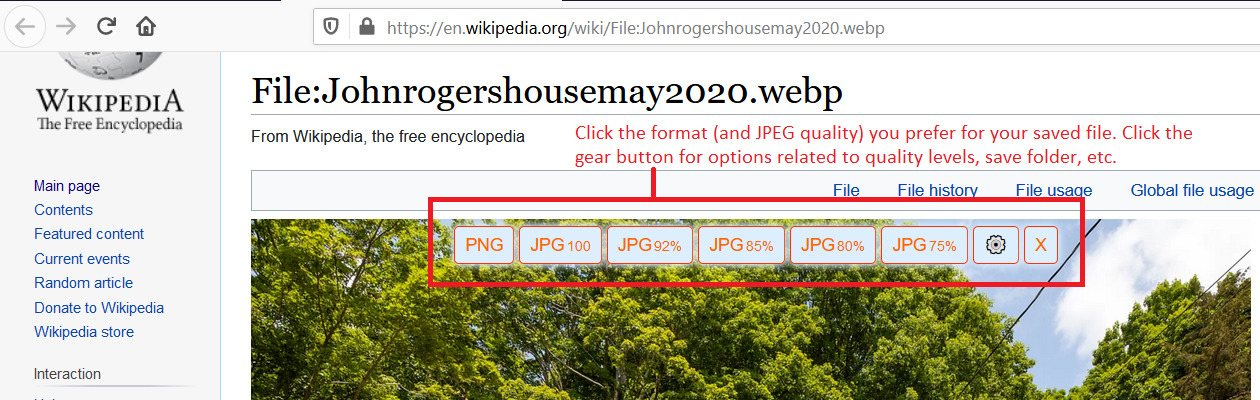 https://en.wikipedia.org/wiki/File:Johnrogershousemay2020.webp
WIKIPEDIA
The Free Encyclopedia
Main page
Contents
Featured content
Current events
Random article
Donate to Wikipedia
Wikipedia store
Interaction
File:Johnrogershousemay2020.webp
From Wikipedia, the free encyclopedia
Click the format (and JPEG quality) you prefer for your saved file. Click the
gear button for options related to quality levels, save folder, etc.
File File history File usage Global file usage
PNG JPG 100 JPG 92% JPG 85% JPG 80% JPG 75% X